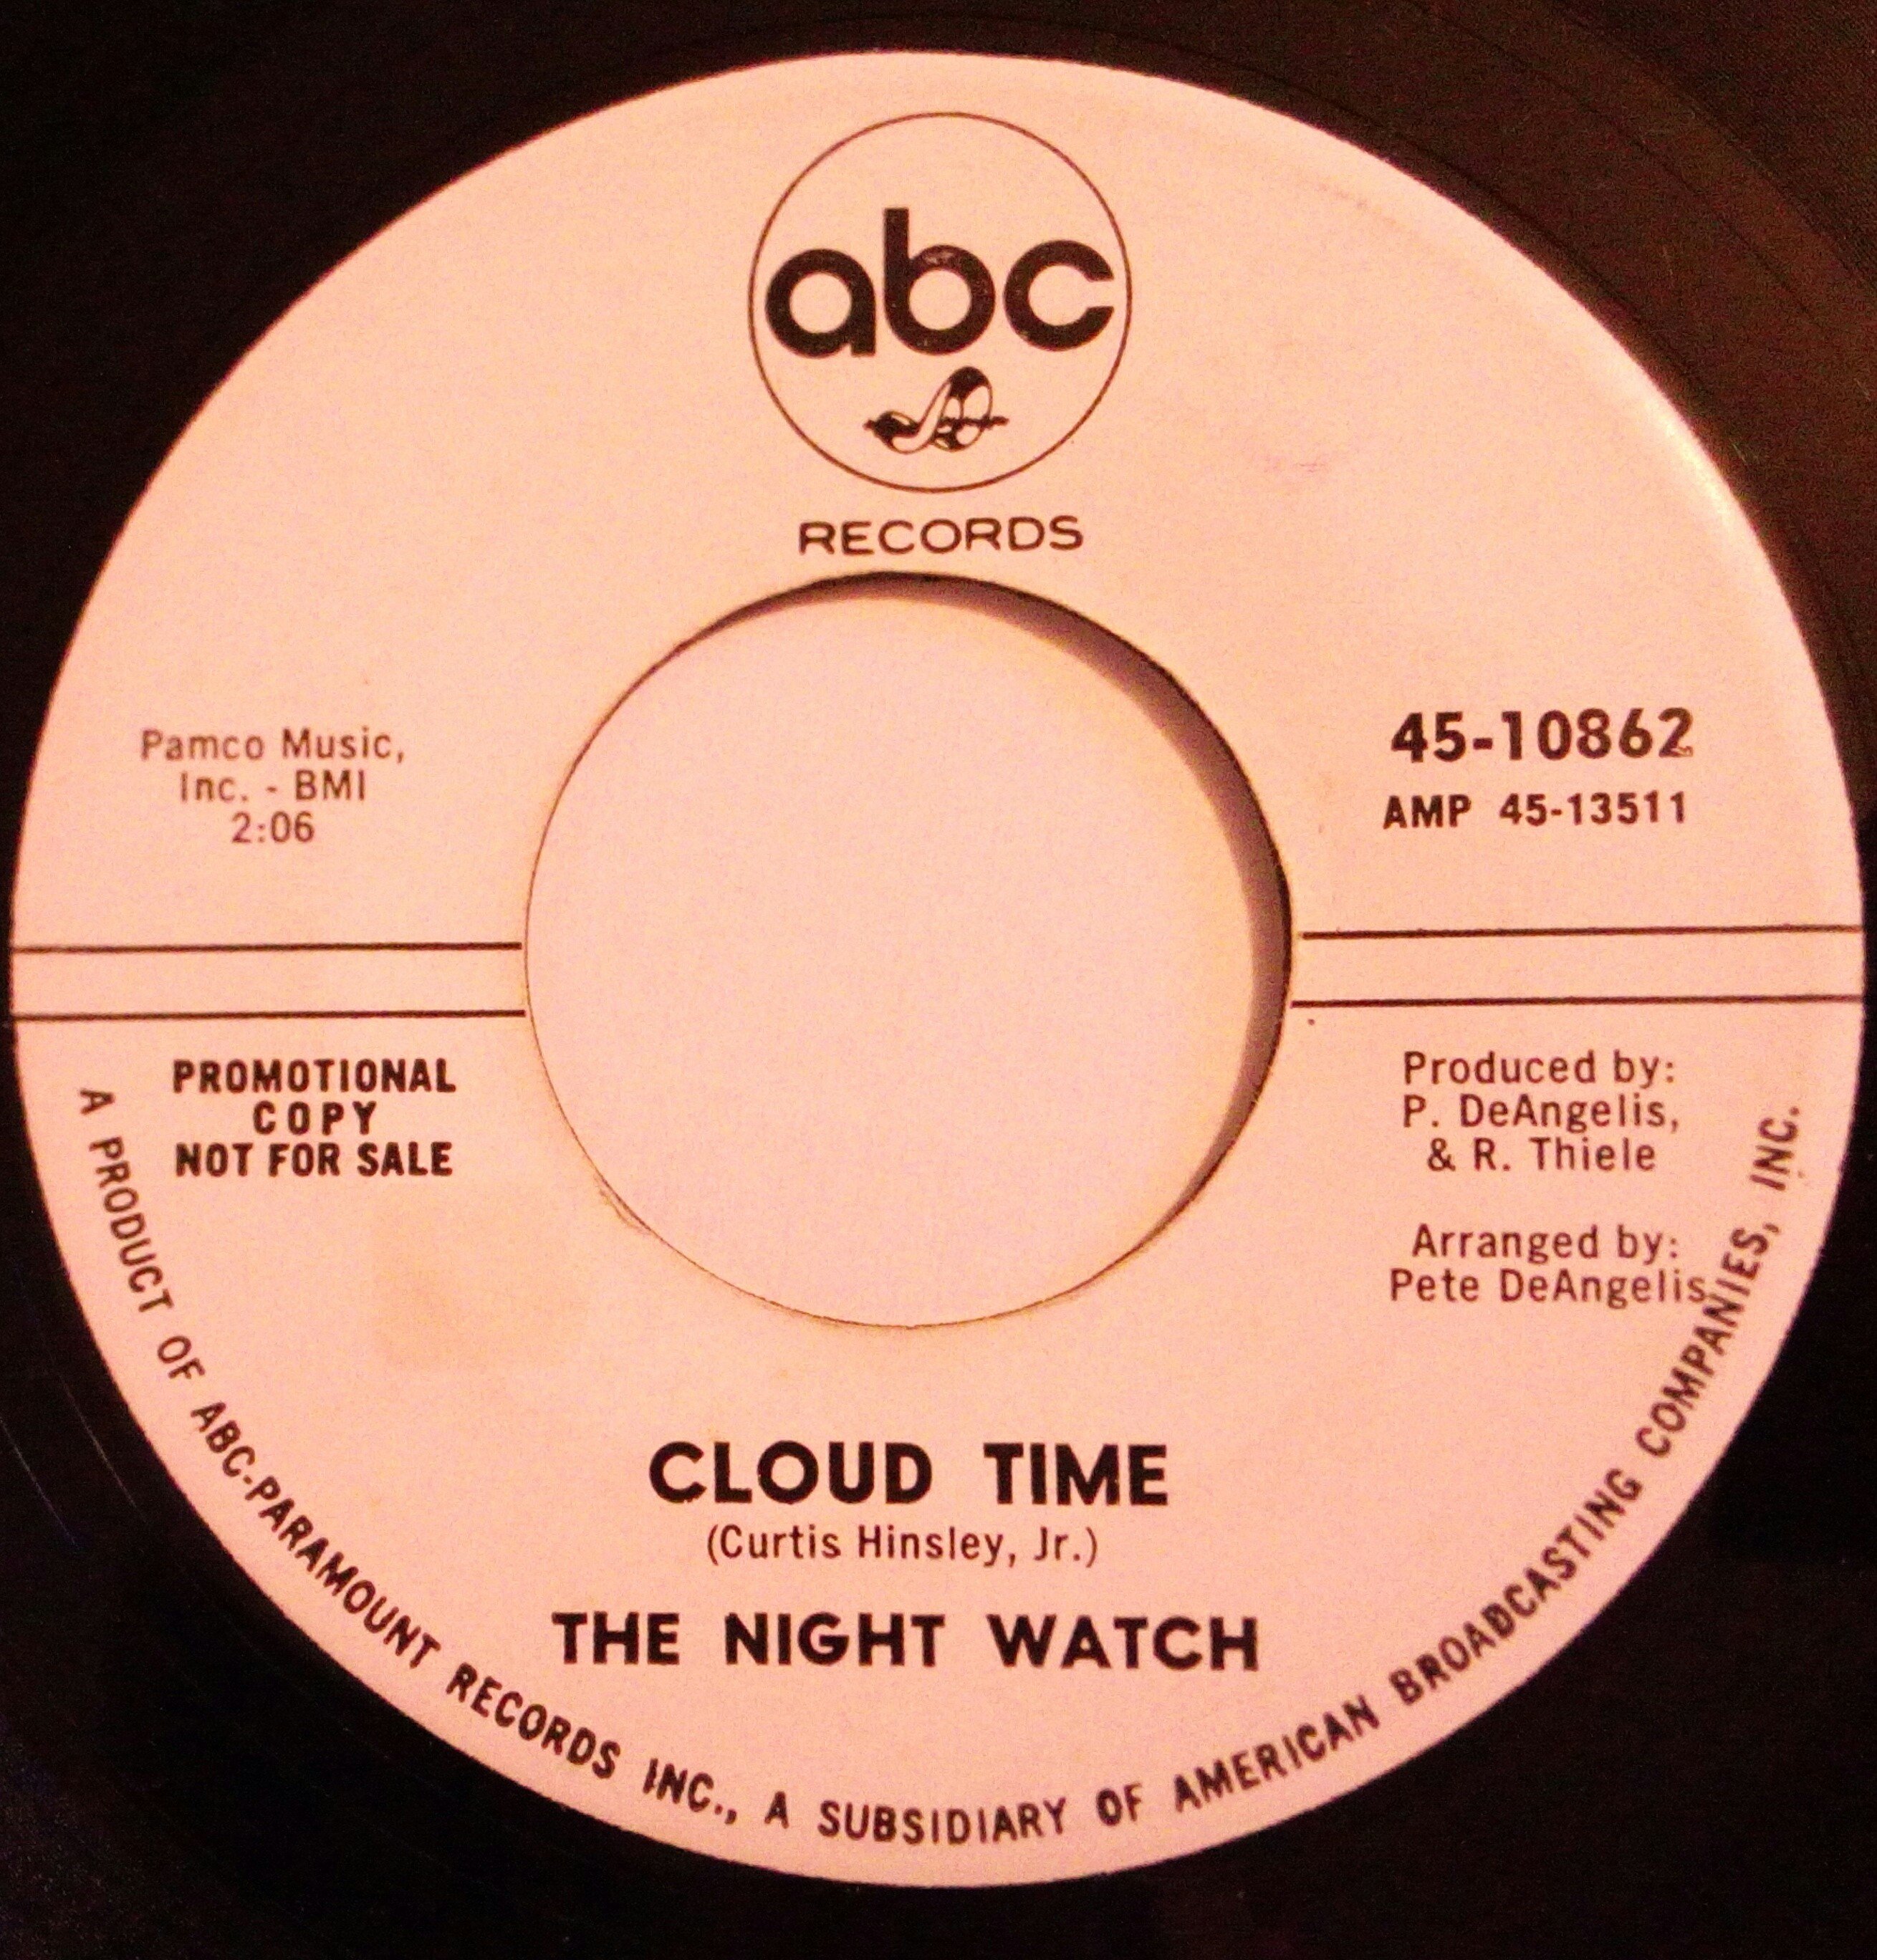 abc
RECORDS
Pamco Music,
Inc. - BMI
2:06
45-10862
AMP 45-13511
PROMOTIONAL
COPY
NOT FOR SALE
Produced by:
P. DeAngelis,
& R. Thiele
Arranged by:
Pete DeAngelis
CLOUD TIME
(Curtis Hinsley, Jr.)
THE NIGHT WATCH
A PRODUCT OF ABC-PARAMOUNT RECORDS INC., A SUBSIDIARY OF AMERICAN BROADCASTING COMPANIES, INC.